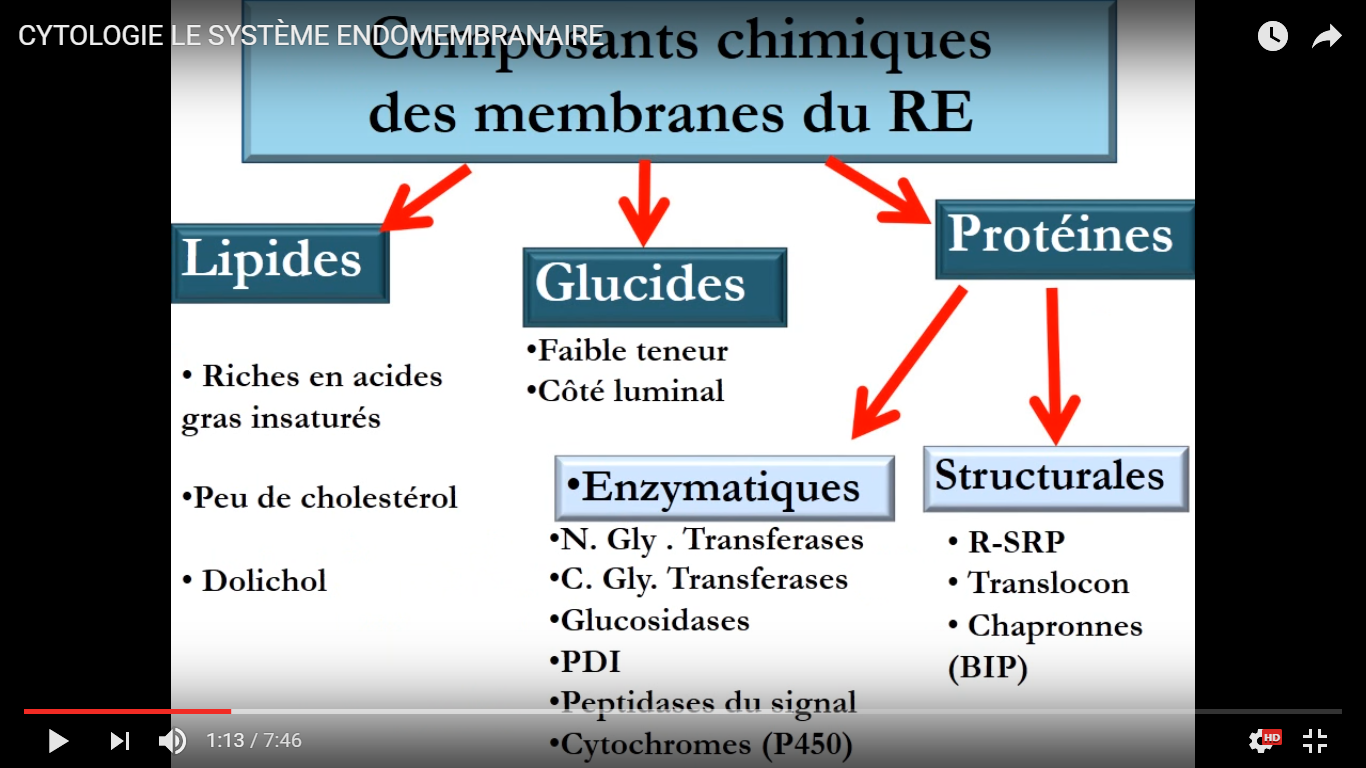 CYTOLOGIE LE SYSTÈME ENDOMEMBRANAIRE
Composants chimiques
des membranes du RE
Lipides
• Riches en acides
gras insaturés
•Peu de cholestérol
• Dolichol
Glucides
•Faible teneur
•Côté luminal
Protéines
•Enzymatiques
•N. Gly . Transferases
•C. Gly. Transferases
•Glucosidases
•PDI
•Peptidases du signal
•Cytochromes (P450)
Structurales
• R-SRP
• Translocon
• Chapronnes
(BIP)
1:13 / 7:46
HD